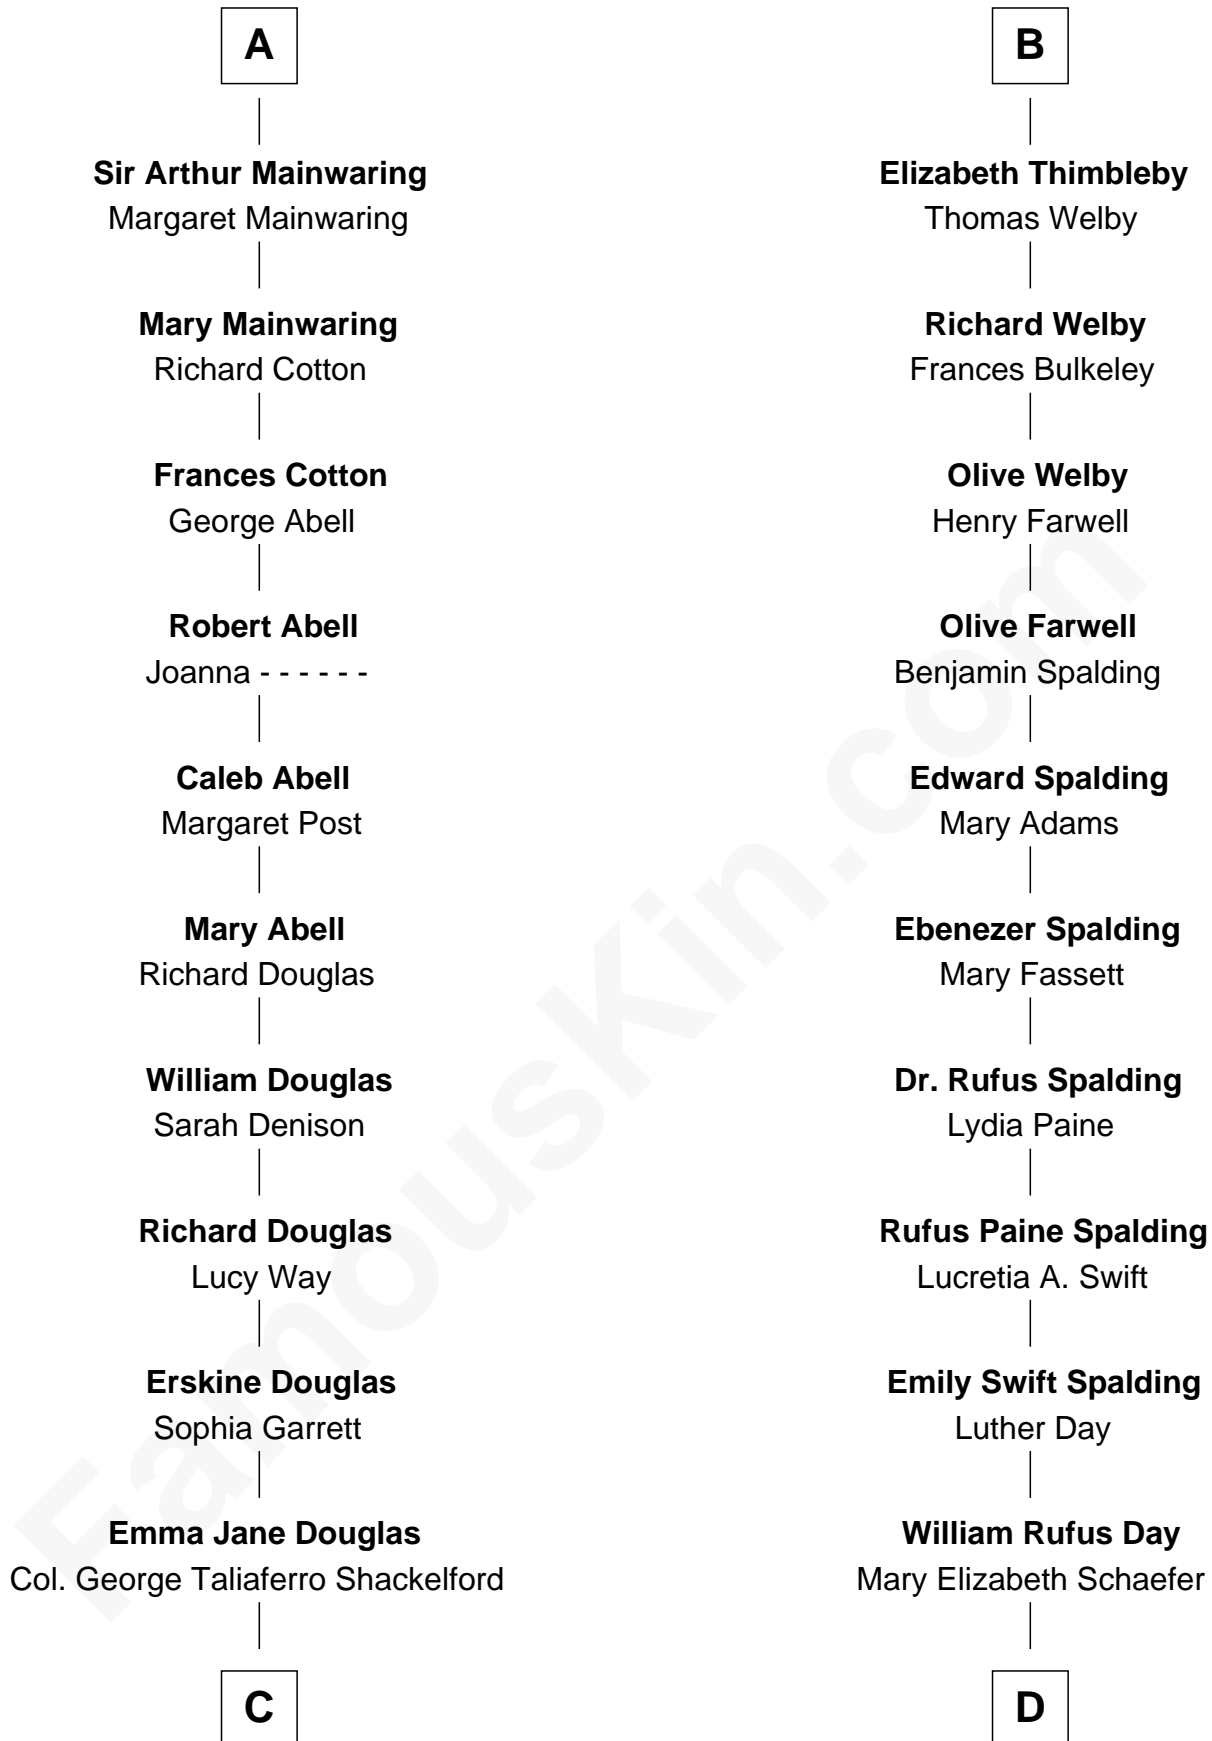 A
Sir Arthur Mainwaring
Margaret Mainwaring
Mary Mainwaring
Richard Cotton
Frances Cotton
George Abell
Robert Abell
Joanna - - - - - -
Caleb Abell
Margaret Post
Mary Abell
Richard Douglas
William Douglas
Sarah Denison
Richard Douglas
Lucy Way
Erskine Douglas
Sophia Garrett
Emma Jane Douglas
Col. George Taliaferro Shackelford
C
B
Elizabeth Thimbleby
Thomas Welby
Richard Welby
Frances Bulkeley
Olive Welby
Henry Farwell
Olive Farwell
Benjamin Spalding
Edward Spalding
Mary Adams
Ebenezer Spalding
Mary Fassett
Dr. Rufus Spalding
Lydia Paine
Rufus Paine Spalding
Lucretia A. Swift
Emily Swift Spalding
Luther Day
William Rufus Day
Mary Elizabeth Schaefer
D
FamousKin.com